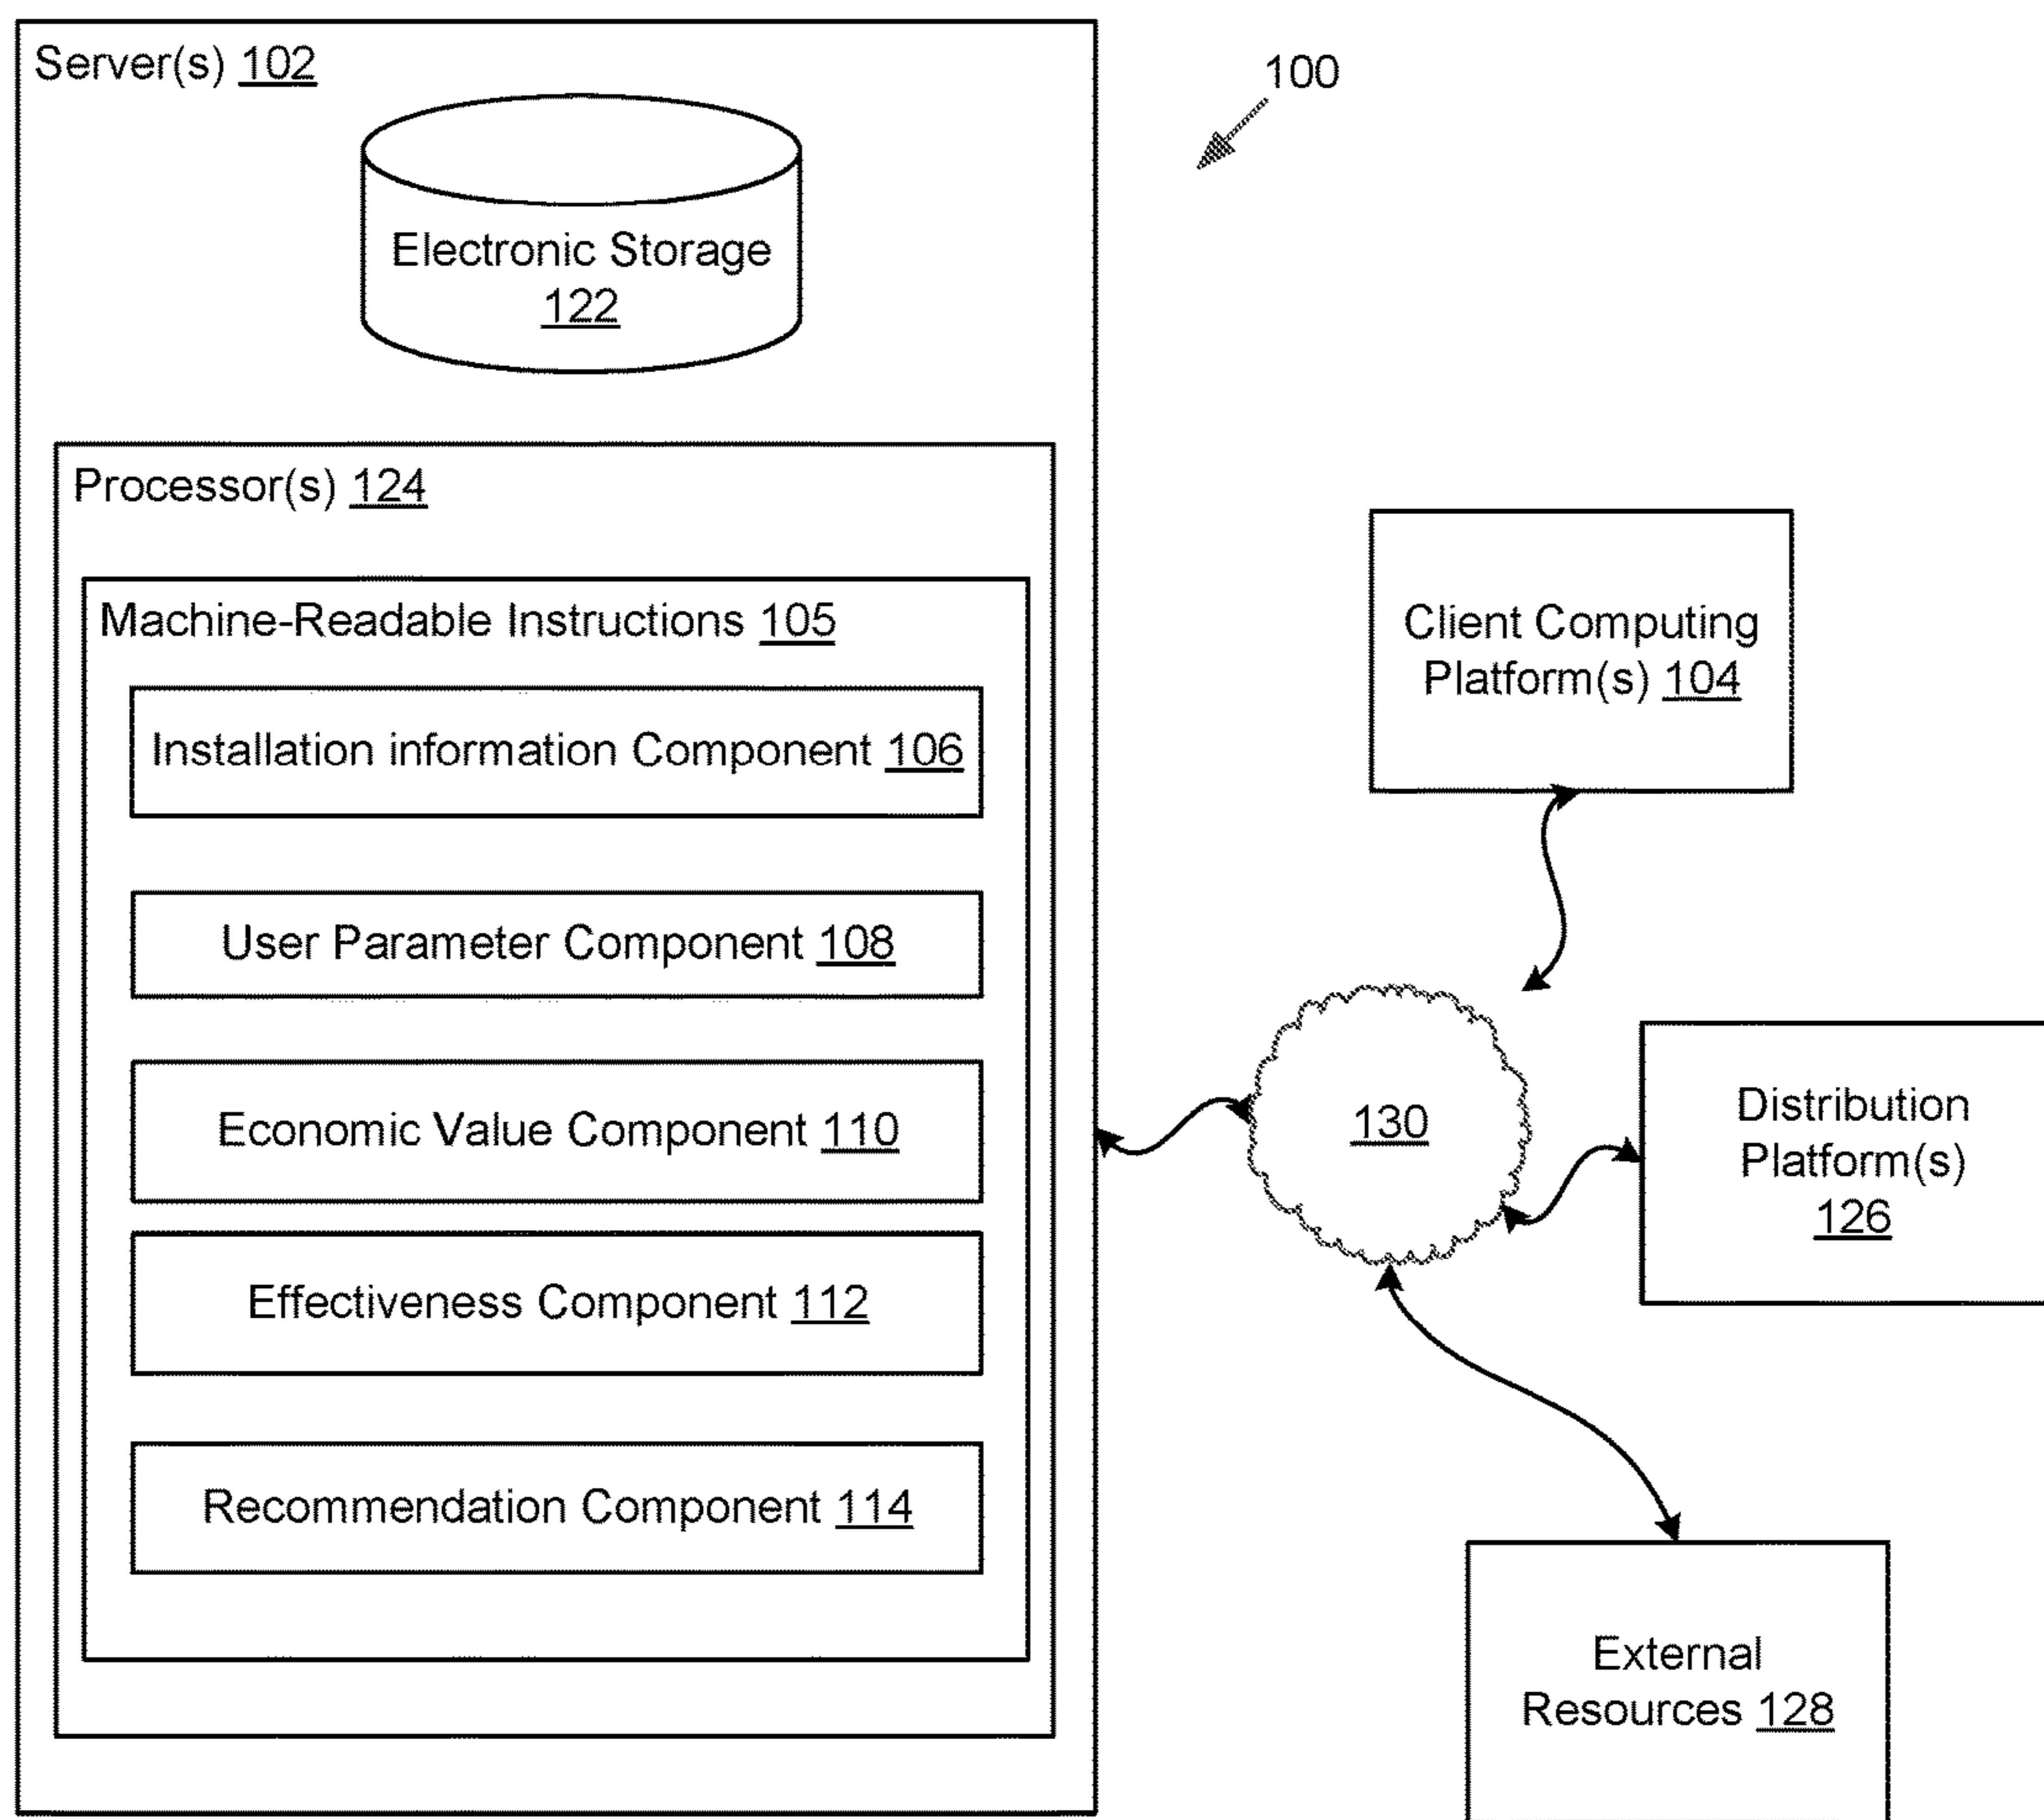 Server(s) 102
100
Electronic Storage
122
Processor(s) 124
Machine-Readable Instructions 105
Installation information Component 106
User Parameter Component 108
Economic Value Component 110
Effectiveness Component 112
Recommendation Component 114
Client Computing
Platform(s) 104
130
Distribution
Platform(s)
126
External
Resources 128